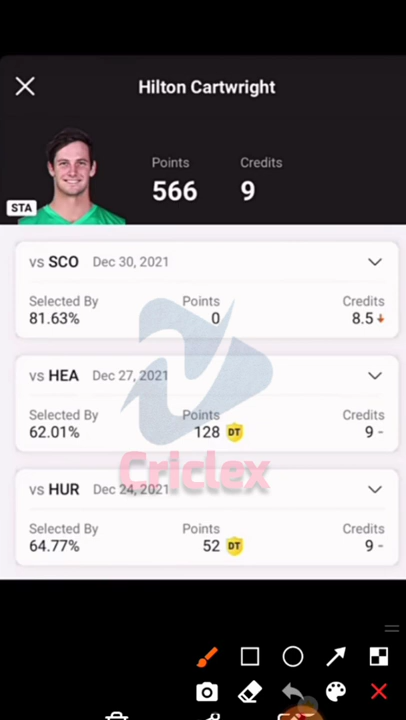 Hilton Cartwright
Points Credits
566 9
STA
vs SCO Dec 30, 2021
Selected By Points Credits
81.63% 0 8.5
vs HEA Dec 27, 2021
Selected By Points Credits
62.01% 128 DT 9 -
Criclex
vs HUR Dec 24, 2021
Selected By Points Credits
64.77% 52 DT 9 -